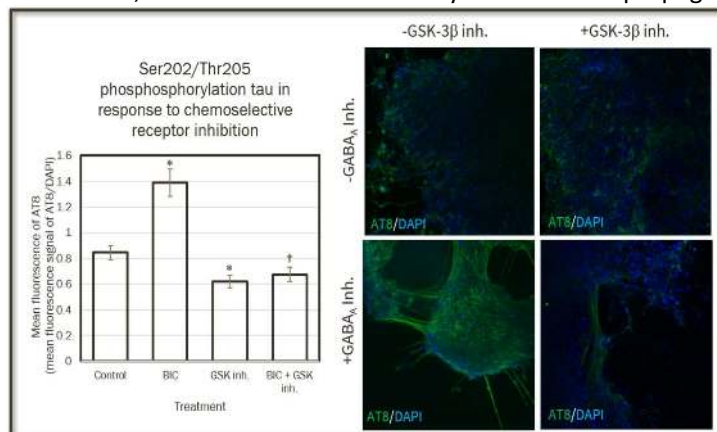 -GSK-3β inh.
+GSK-3β inh.
Ser202/Thr205
phosphosphorylation tau in
response to chemoselective
receptor inhibition
Mean fluorescence of AT8
(mean fluorescence signal of AT8/DAPI)
1.6
1.4
1.2
1
0.8
0.6
0.4
0.2
0
*
*
†
Control
BIC
GSK inh.
BIC + GSK
inh.
Treatment
-GABAA Inh.
AT8/DAPI
AT8/DAPI
+GABAA Inh.
AT8/DAPI
AT8/DAPI